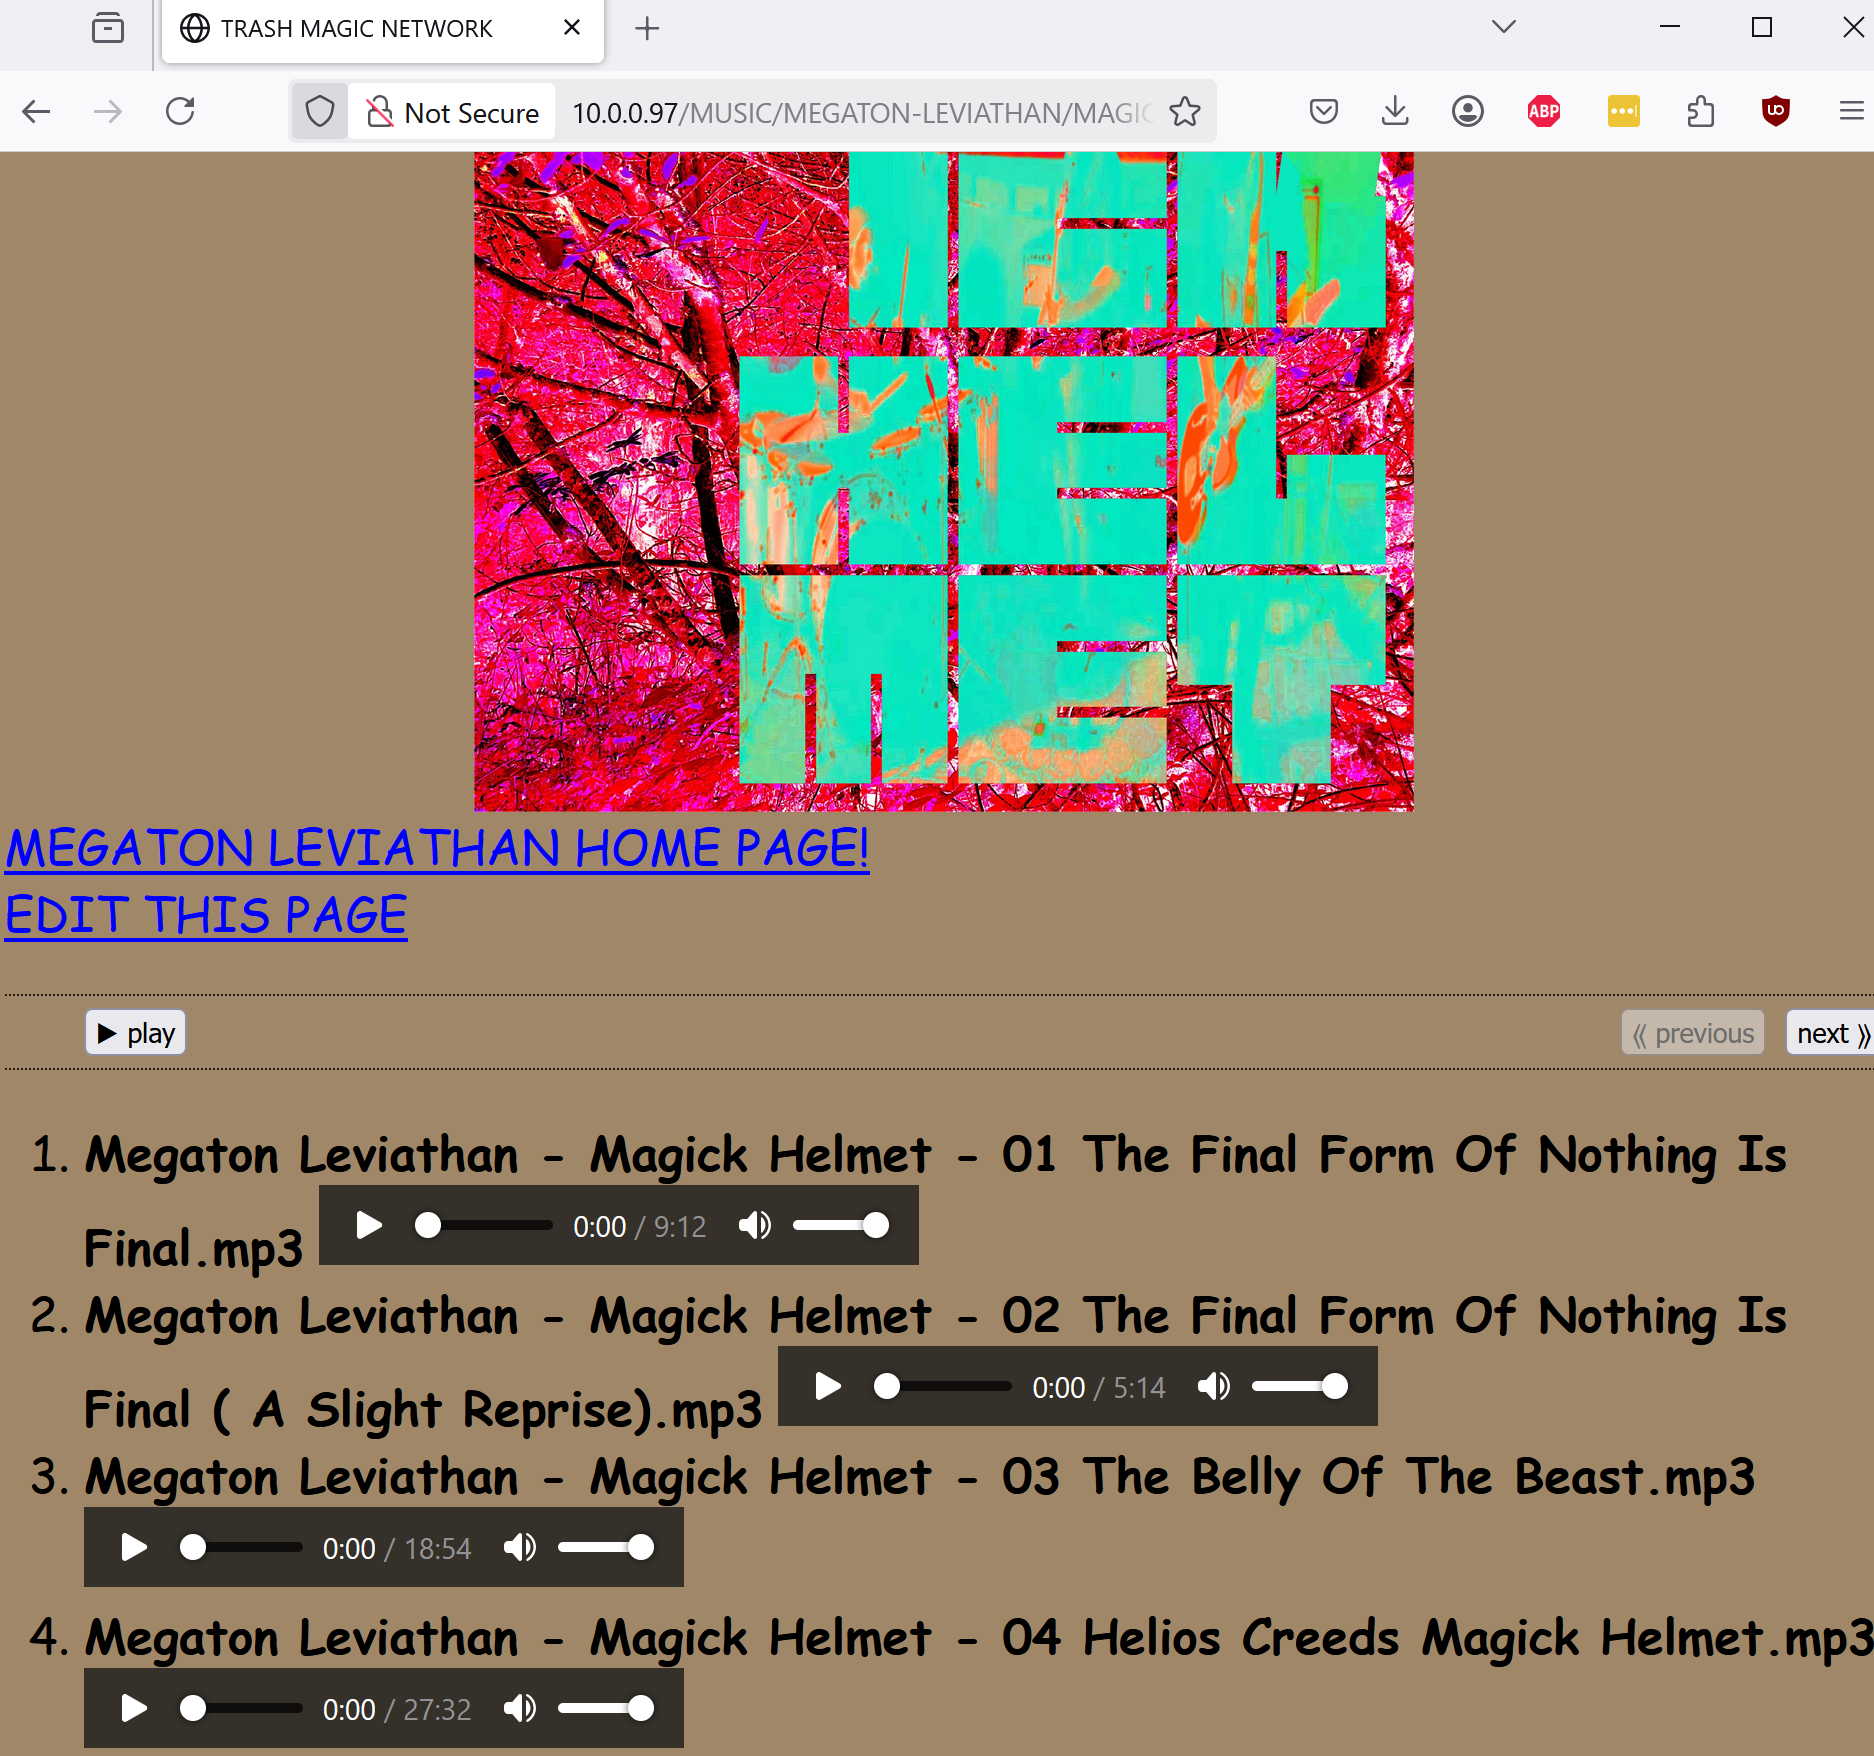 TRASH MAGIC NETWORK
Not Secure 10.0.0.97/MUSIC/MEGATON-LEVIATHAN/MAGIC
ABP
HEL
MET
MEGATON LEVIATHAN HOME PAGE!
EDIT THIS PAGE
▶ play ⟪ previous next ⟫
1. Megaton Leviathan - Magick Helmet - 01 The Final Form Of Nothing Is
Final.mp3 0:00 / 9:12
2. Megaton Leviathan - Magick Helmet - 02 The Final Form Of Nothing Is
Final ( A Slight Reprise).mp3 0:00 / 5:14
3. Megaton Leviathan - Magick Helmet - 03 The Belly Of The Beast.mp3
0:00 / 18:54
4. Megaton Leviathan - Magick Helmet - 04 Helios Creeds Magick Helmet.mp3
0:00 / 27:32